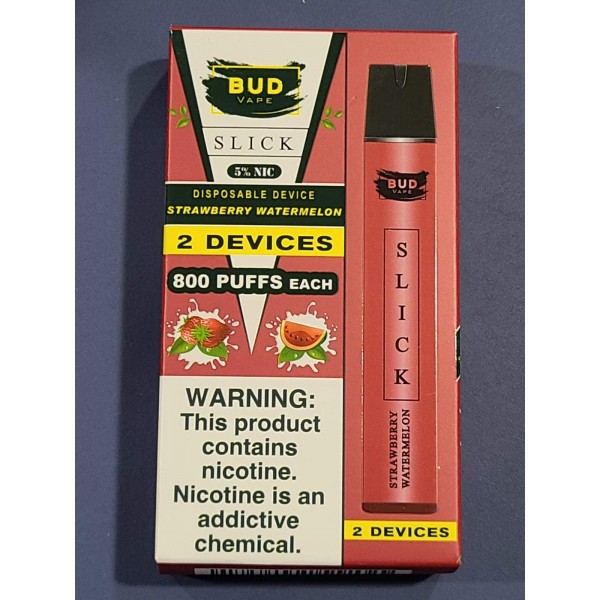 BUD
VAPE
SLICK
5% NIC
DISPOSABLE DEVICE
STRAWBERRY WATERMELON
2 DEVICES
800 PUFFS EACH
WARNING:
This product
contains
nicotine.
Nicotine is an
addictive
chemical.
BUD
VAPE
SLICK
STRAWBERRY
WATERMELON
2 DEVICES